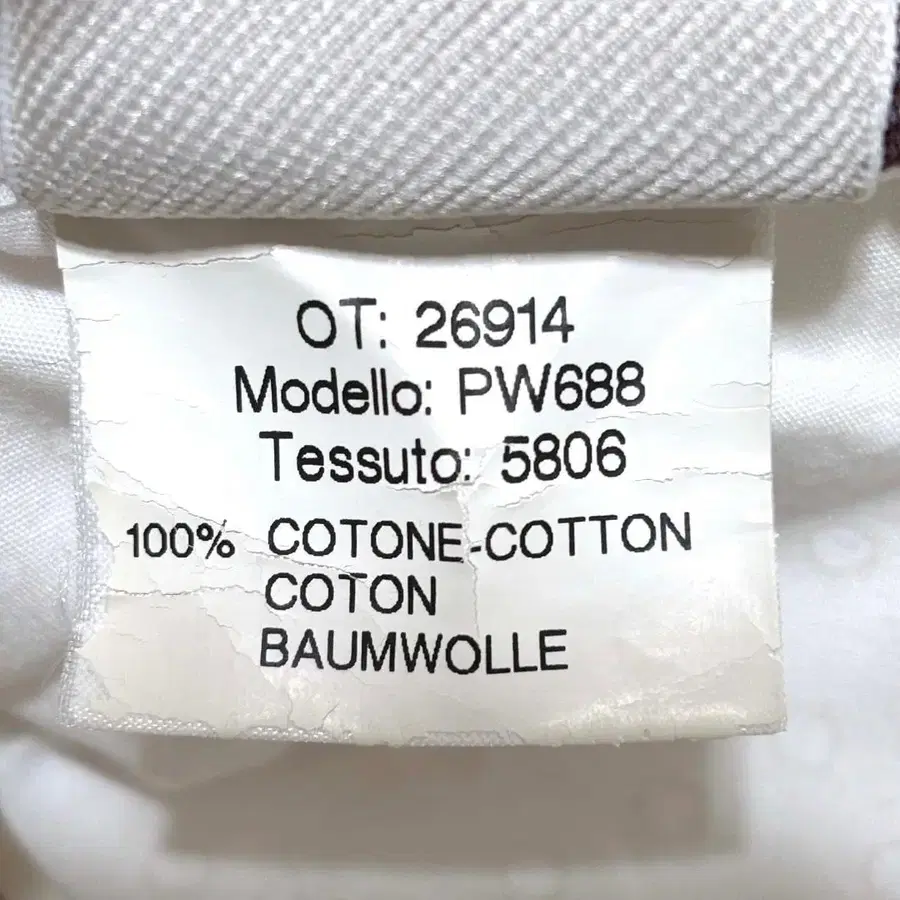 OT: 26914
Modello: PW688
Tessuto: 5806
100% COTONE-COTTON
COTON
BAUMWOLLE